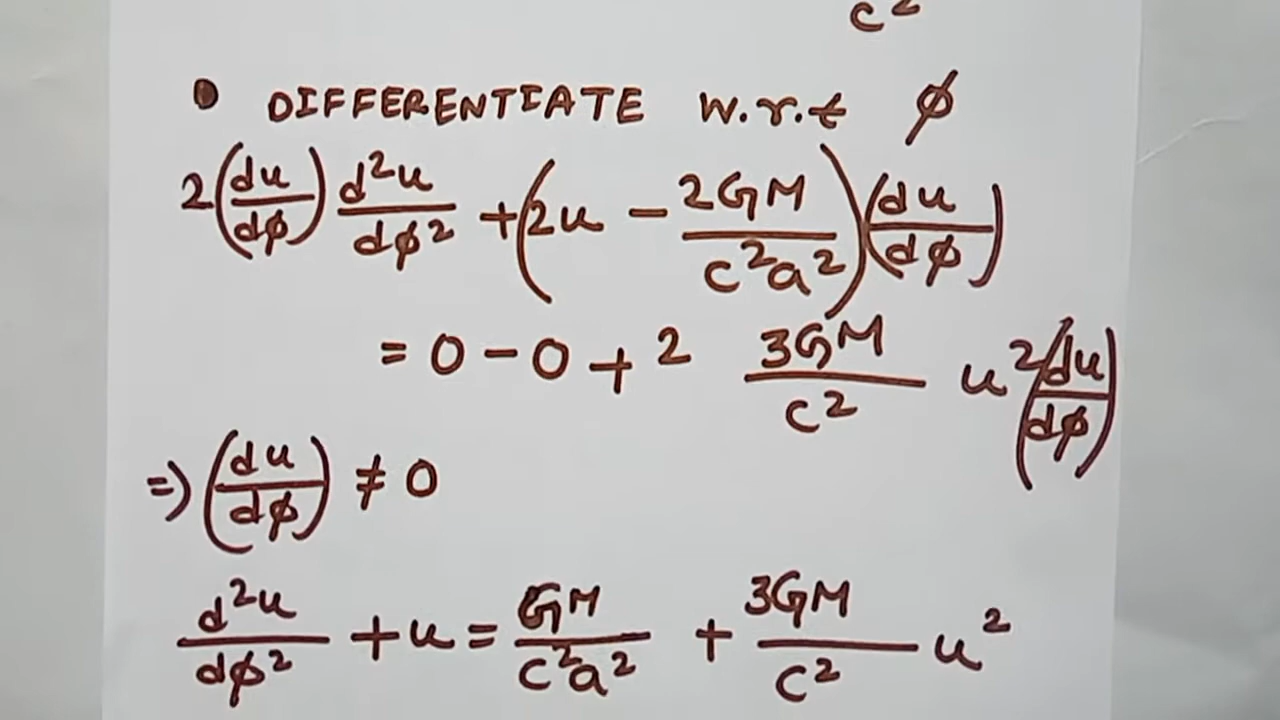 c²
• DIFFERENTIATE w.r.t ϕ
2(du/dϕ) d²u/dϕ² + (2u − 2GM/c²a²)(du/dϕ)
= 0 − 0 + 2 3GM/c² u² (du/dϕ)
⇒ (du/dϕ) ≠ 0
d²u/dϕ² + u = GM/c²a² + 3GM/c² u²